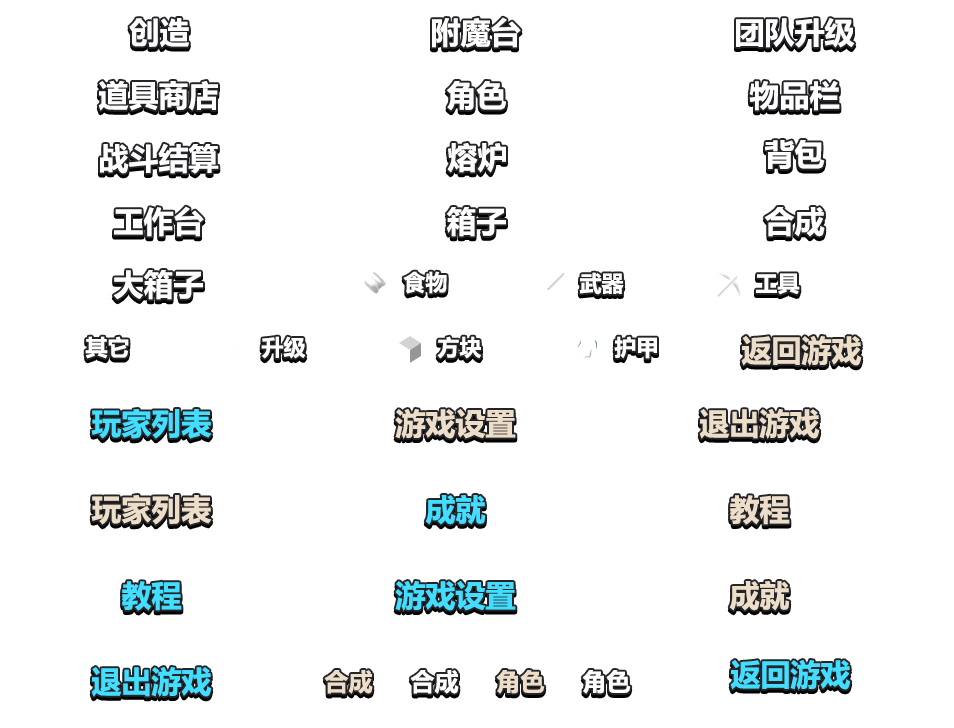 创造 附魔台 团队升级
道具商店 角色 物品栏
战斗结算 熔炉 背包
工作台 箱子 合成
大箱子 食物 武器 工具
其它 升级 方块 护甲 返回游戏
玩家列表 游戏设置 退出游戏
玩家列表 成就 教程
教程 游戏设置 成就
退出游戏 合成 合成 角色 角色 返回游戏